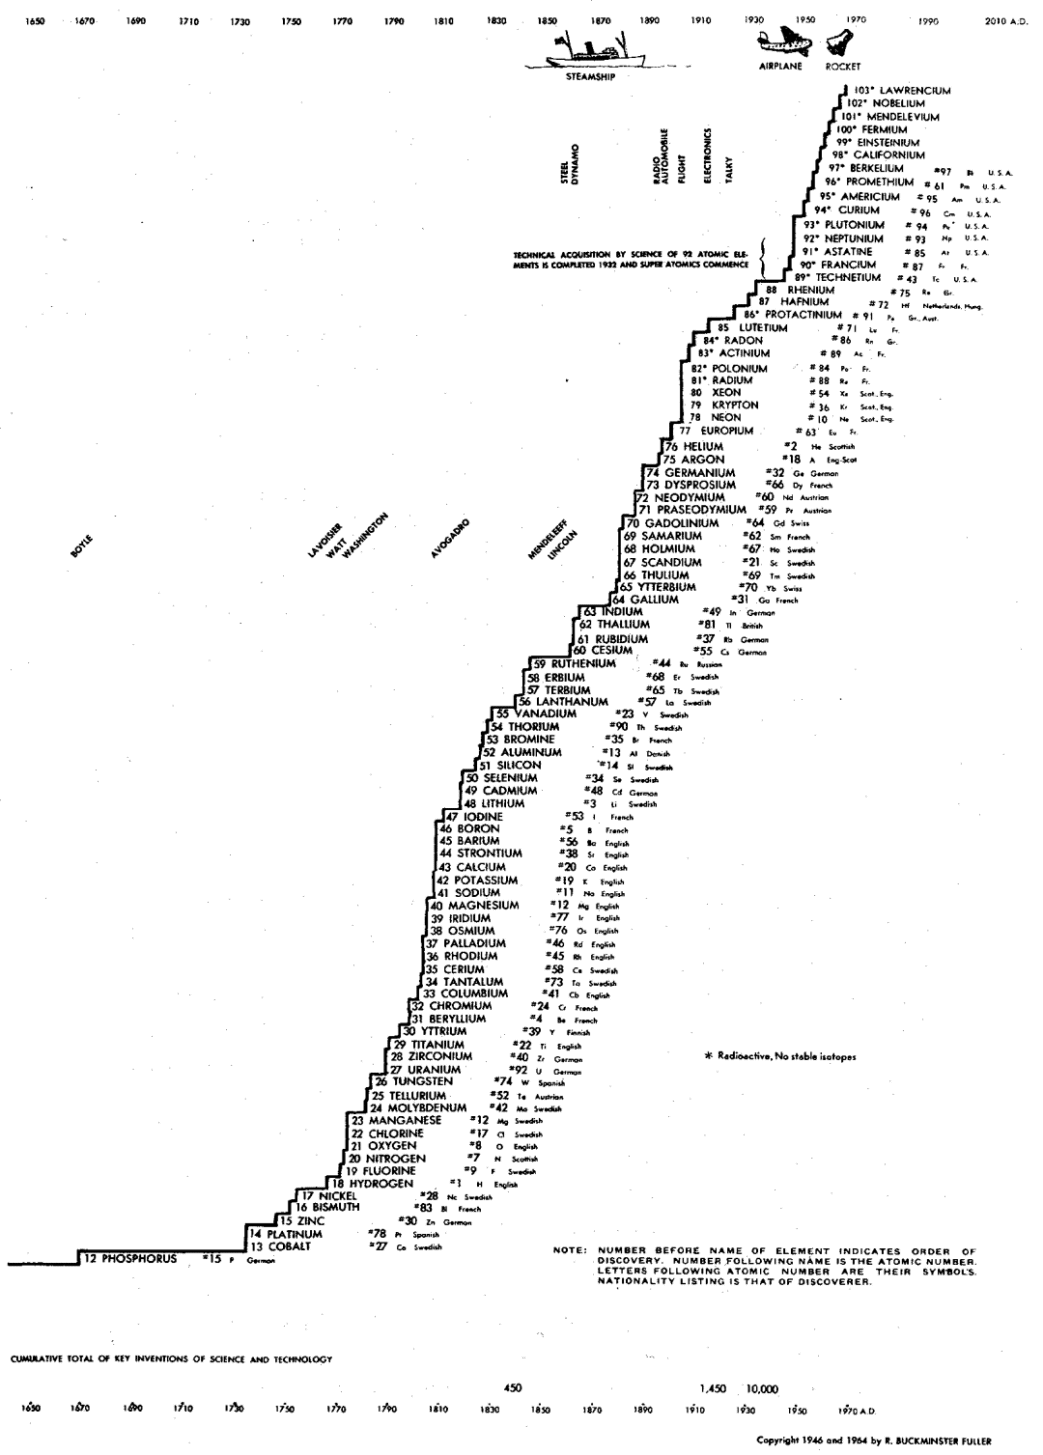 1650 1670 1690 1710 1730 1750 1770 1790 1810 1830 1850 1870 1890 1910 1930 1950 1970 1990 2010 A.D.
STEAMSHIP
AIRPLANE
ROCKET
STEEL
DYNAMO
RADIO
AUTOMOBILE
FLIGHT
ELECTRONICS
TALKY
103* LAWRENCIUM
102* NOBELIUM
101* MENDELEVIUM
100* FERMIUM
99* EINSTEINIUM
98* CALIFORNIUM
97* BERKELIUM #97 Bk U.S.A.
96* PROMETHIUM #61 Pm U.S.A.
95* AMERICIUM #95 Am U.S.A.
94* CURIUM #96 Cm U.S.A.
93* PLUTONIUM #94 Pu U.S.A.
92* NEPTUNIUM #93 Np U.S.A.
91* ASTATINE #85 At U.S.A.
90* FRANCIUM #87 Fr Fr.
89* TECHNETIUM #43 Tc U.S.A.
TECHNICAL ACQUISITION BY SCIENCE OF 92 ATOMIC ELE-
MENTS IS COMPLETED 1932 AND SUPER ATOMICS COMMENCE
88 RHENIUM #75 Re Gr.
87 HAFNIUM #72 Hf Netherlands, Hung.
86* PROTACTINIUM #91 Pa Gr., Aust.
85 LUTETIUM #71 Lu Fr.
84* RADON #86 Rn Gr.
83* ACTINIUM #89 Ac Fr.
82* POLONIUM #84 Po Fr.
81* RADIUM #88 Ra Fr.
80 XEON #54 Xe Scot., Eng.
79 KRYPTON #36 Kr Scot., Eng.
78 NEON #10 Ne Scot., Eng.
77 EUROPIUM #63 Eu Fr.
76 HELIUM #2 He Scottish
75 ARGON #18 A Eng-Scot
74 GERMANIUM #32 Ge German
73 DYSPROSIUM #66 Dy French
72 NEODYMIUM #60 Nd Austrian
71 PRASEODYMIUM #59 Pr Austrian
70 GADOLINIUM #64 Gd Swiss
69 SAMARIUM #62 Sm French
68 HOLMIUM #67 Ho Swedish
67 SCANDIUM #21 Sc Swedish
66 THULIUM #69 Tm Swedish
65 YTTERBIUM #70 Yb Swiss
64 GALLIUM #31 Ga French
BOYLE
LAVOISIER
WATT
WASHINGTON
AVOGADRO
MENDELEEFF
LINCOLN
63 INDIUM #49 In German
62 THALLIUM #81 Tl British
61 RUBIDIUM #37 Rb German
60 CESIUM #55 Cs German
59 RUTHENIUM #44 Ru Russian
58 ERBIUM #68 Er Swedish
57 TERBIUM #65 Tb Swedish
56 LANTHANUM #57 La Swedish
55 VANADIUM #23 V Swedish
54 THORIUM #90 Th Swedish
53 BROMINE #35 Br French
52 ALUMINUM #13 Al Danish
51 SILICON #14 Si Swedish
50 SELENIUM #34 Se Swedish
49 CADMIUM #48 Cd German
48 LITHIUM #3 Li Swedish
47 IODINE #53 I French
46 BORON #5 B French
45 BARIUM #56 Ba English
44 STRONTIUM #38 Sr English
43 CALCIUM #20 Ca English
42 POTASSIUM #19 K English
41 SODIUM #11 Na English
40 MAGNESIUM #12 Mg English
39 IRIDIUM #77 Ir English
38 OSMIUM #76 Os English
37 PALLADIUM #46 Rd English
36 RHODIUM #45 Rh English
35 CERIUM #58 Ce Swedish
34 TANTALUM #73 Ta Swedish
33 COLUMBIUM #41 Cb English
32 CHROMIUM #24 Cr French
31 BERYLLIUM #4 Be French
30 YTTRIUM #39 Y Finnish
29 TITANIUM #22 Ti English
28 ZIRCONIUM #40 Zr German
27 URANIUM #92 U German
26 TUNGSTEN #74 W Spanish
25 TELLURIUM #52 Te Austrian
24 MOLYBDENUM #42 Mo Swedish
23 MANGANESE #12 Mg Swedish
22 CHLORINE #17 Cl Swedish
21 OXYGEN #8 O English
20 NITROGEN #7 N Scottish
19 FLUORINE #9 F Swedish
18 HYDROGEN #1 H English
17 NICKEL #28 Nc Swedish
16 BISMUTH #83 Bi French
15 ZINC #30 Zn German
14 PLATINUM #78 Pt Spanish
13 COBALT #27 Co Swedish
12 PHOSPHORUS #15 P German
* Radioactive, No stable isotopes
NOTE: NUMBER BEFORE NAME OF ELEMENT INDICATES ORDER OF
DISCOVERY. NUMBER FOLLOWING NAME IS THE ATOMIC NUMBER.
LETTERS FOLLOWING ATOMIC NUMBER ARE THEIR SYMBOLS.
NATIONALITY LISTING IS THAT OF DISCOVERER.
CUMULATIVE TOTAL OF KEY INVENTIONS OF SCIENCE AND TECHNOLOGY
450 1,450 10,000
1650 1670 1690 1710 1730 1750 1770 1790 1810 1830 1850 1870 1890 1910 1930 1950 1970 A.D.
Copyright 1946 and 1964 by R. BUCKMINSTER FULLER